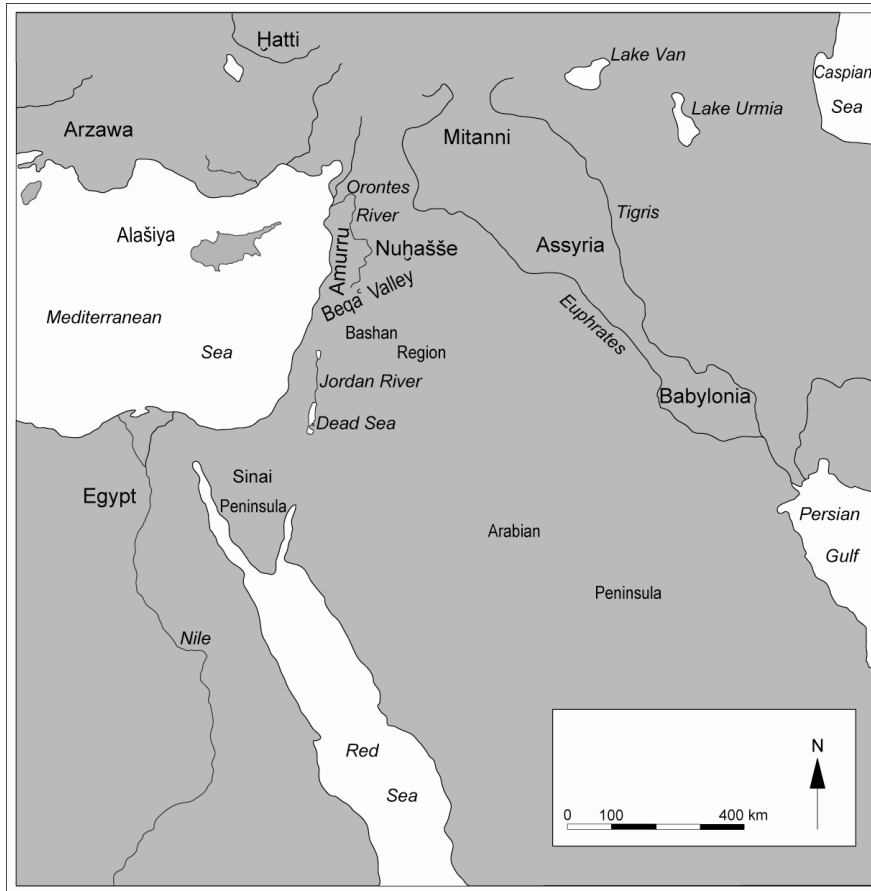 Ḫatti
Lake Van
Caspian
Sea
Lake Urmia
Arzawa
Mitanni
Orontes
River
Tigris
Alašiya
Amurru
Nuḫašše
Assyria
Beqaʿ Valley
Mediterranean
Sea
Euphrates
Bashan
Region
Jordan River
Babylonia
Dead Sea
Sinai
Peninsula
Egypt
Arabian
Peninsula
Persian
Gulf
Nile
Red
Sea
N
0 100 400 km